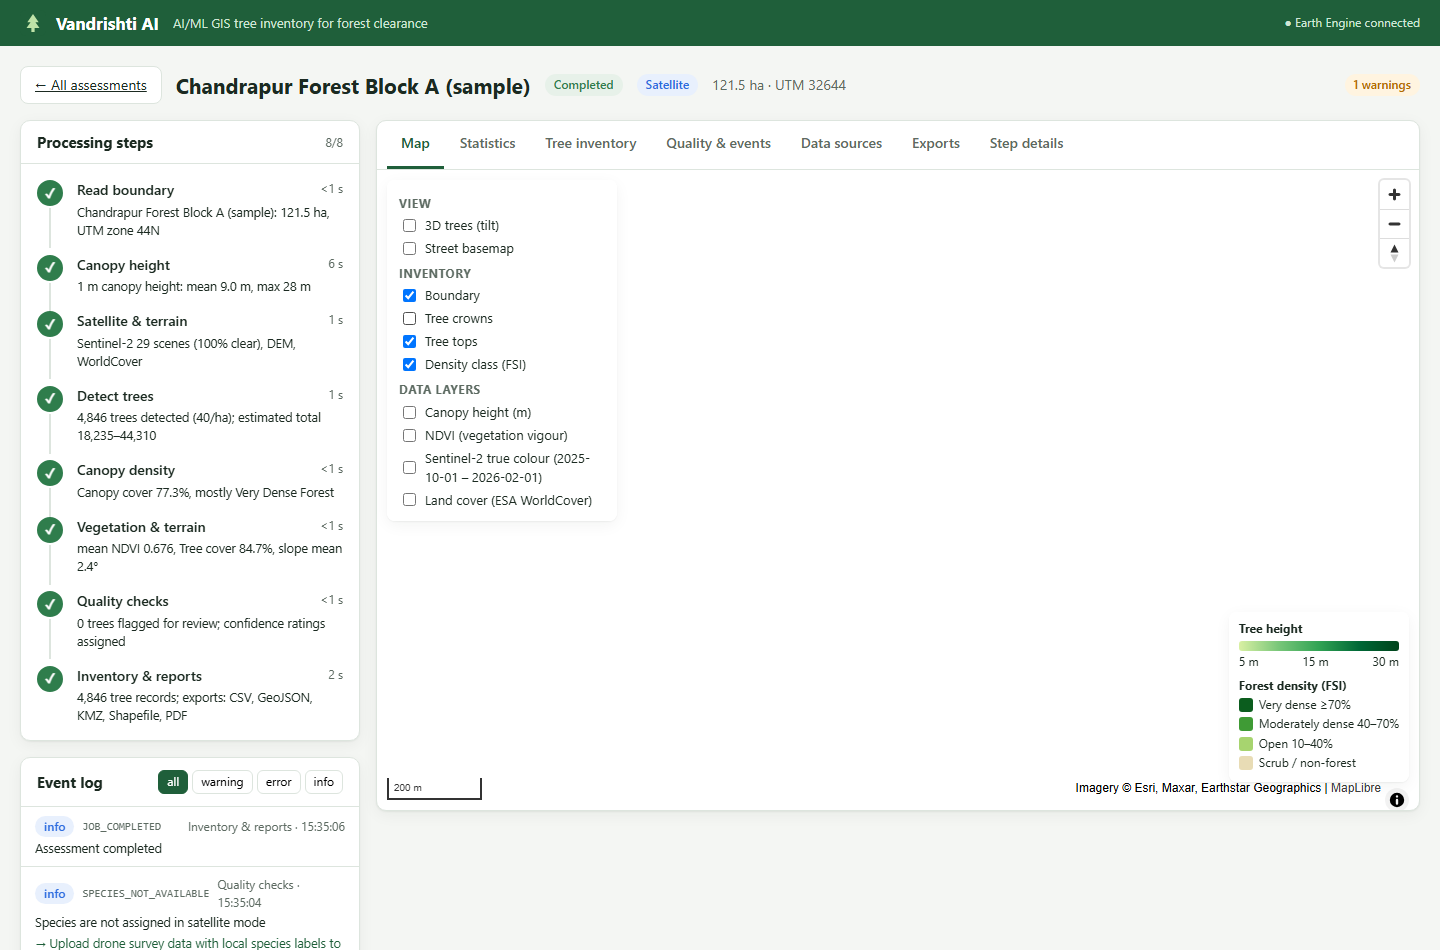 Vandrishti AI
AI/ML GIS tree inventory for forest clearance
● Earth Engine connected
← All assessments
Chandrapur Forest Block A (sample)
Completed
Satellite
121.5 ha · UTM 32644
1 warnings
Processing steps
8/8
Read boundary
<1 s
Chandrapur Forest Block A (sample): 121.5 ha,
UTM zone 44N
Canopy height
6 s
1 m canopy height: mean 9.0 m, max 28 m
Satellite & terrain
1 s
Sentinel-2 29 scenes (100% clear), DEM,
WorldCover
Detect trees
1 s
4,846 trees detected (40/ha); estimated total
18,235–44,310
Canopy density
<1 s
Canopy cover 77.3%, mostly Very Dense Forest
Vegetation & terrain
<1 s
mean NDVI 0.676, Tree cover 84.7%, slope mean
2.4°
Quality checks
<1 s
0 trees flagged for review; confidence ratings
assigned
Inventory & reports
2 s
4,846 tree records; exports: CSV, GeoJSON,
KMZ, Shapefile, PDF
Event log
all
warning
error
info
info
JOB_COMPLETED
Inventory & reports · 15:35:06
Assessment completed
info
SPECIES_NOT_AVAILABLE
Quality checks ·
15:35:04
Species are not assigned in satellite mode
→ Upload drone survey data with local species labels to
Map
Statistics
Tree inventory
Quality & events
Data sources
Exports
Step details
VIEW
3D trees (tilt)
Street basemap
INVENTORY
Boundary
Tree crowns
Tree tops
Density class (FSI)
DATA LAYERS
Canopy height (m)
NDVI (vegetation vigour)
Sentinel-2 true colour (2025-
10-01 – 2026-02-01)
Land cover (ESA WorldCover)
Tree height
5 m
15 m
30 m
Forest density (FSI)
Very dense ≥70%
Moderately dense 40–70%
Open 10–40%
Scrub / non-forest
200 m
Imagery © Esri, Maxar, Earthstar Geographics | MapLibre